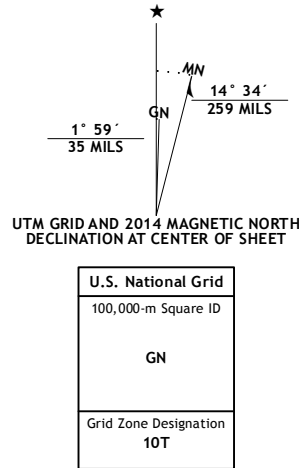 ★
MN
GN
1° 59´
35 MILS
14° 34´
259 MILS
UTM GRID AND 2014 MAGNETIC NORTH
DECLINATION AT CENTER OF SHEET
U.S. National Grid
100,000-m Square ID
GN
Grid Zone Designation
10T